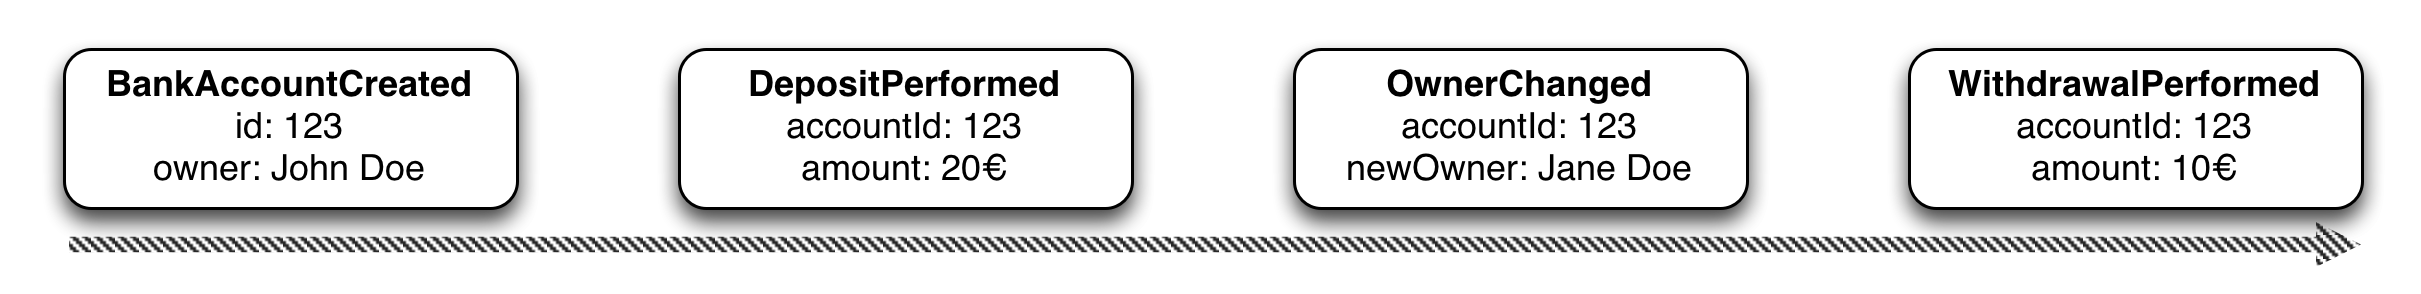 BankAccountCreated
id: 123
owner: John Doe
DepositPerformed
accountId: 123
amount: 20€
OwnerChanged
accountId: 123
newOwner: Jane Doe
WithdrawalPerformed
accountId: 123
amount: 10€